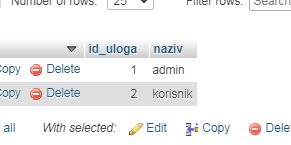 Number of rows: 25 Filter rows: Search
id_uloga naziv
Copy Delete 1 admin
Copy Delete 2 korisnik
all With selected: Edit Copy Dele